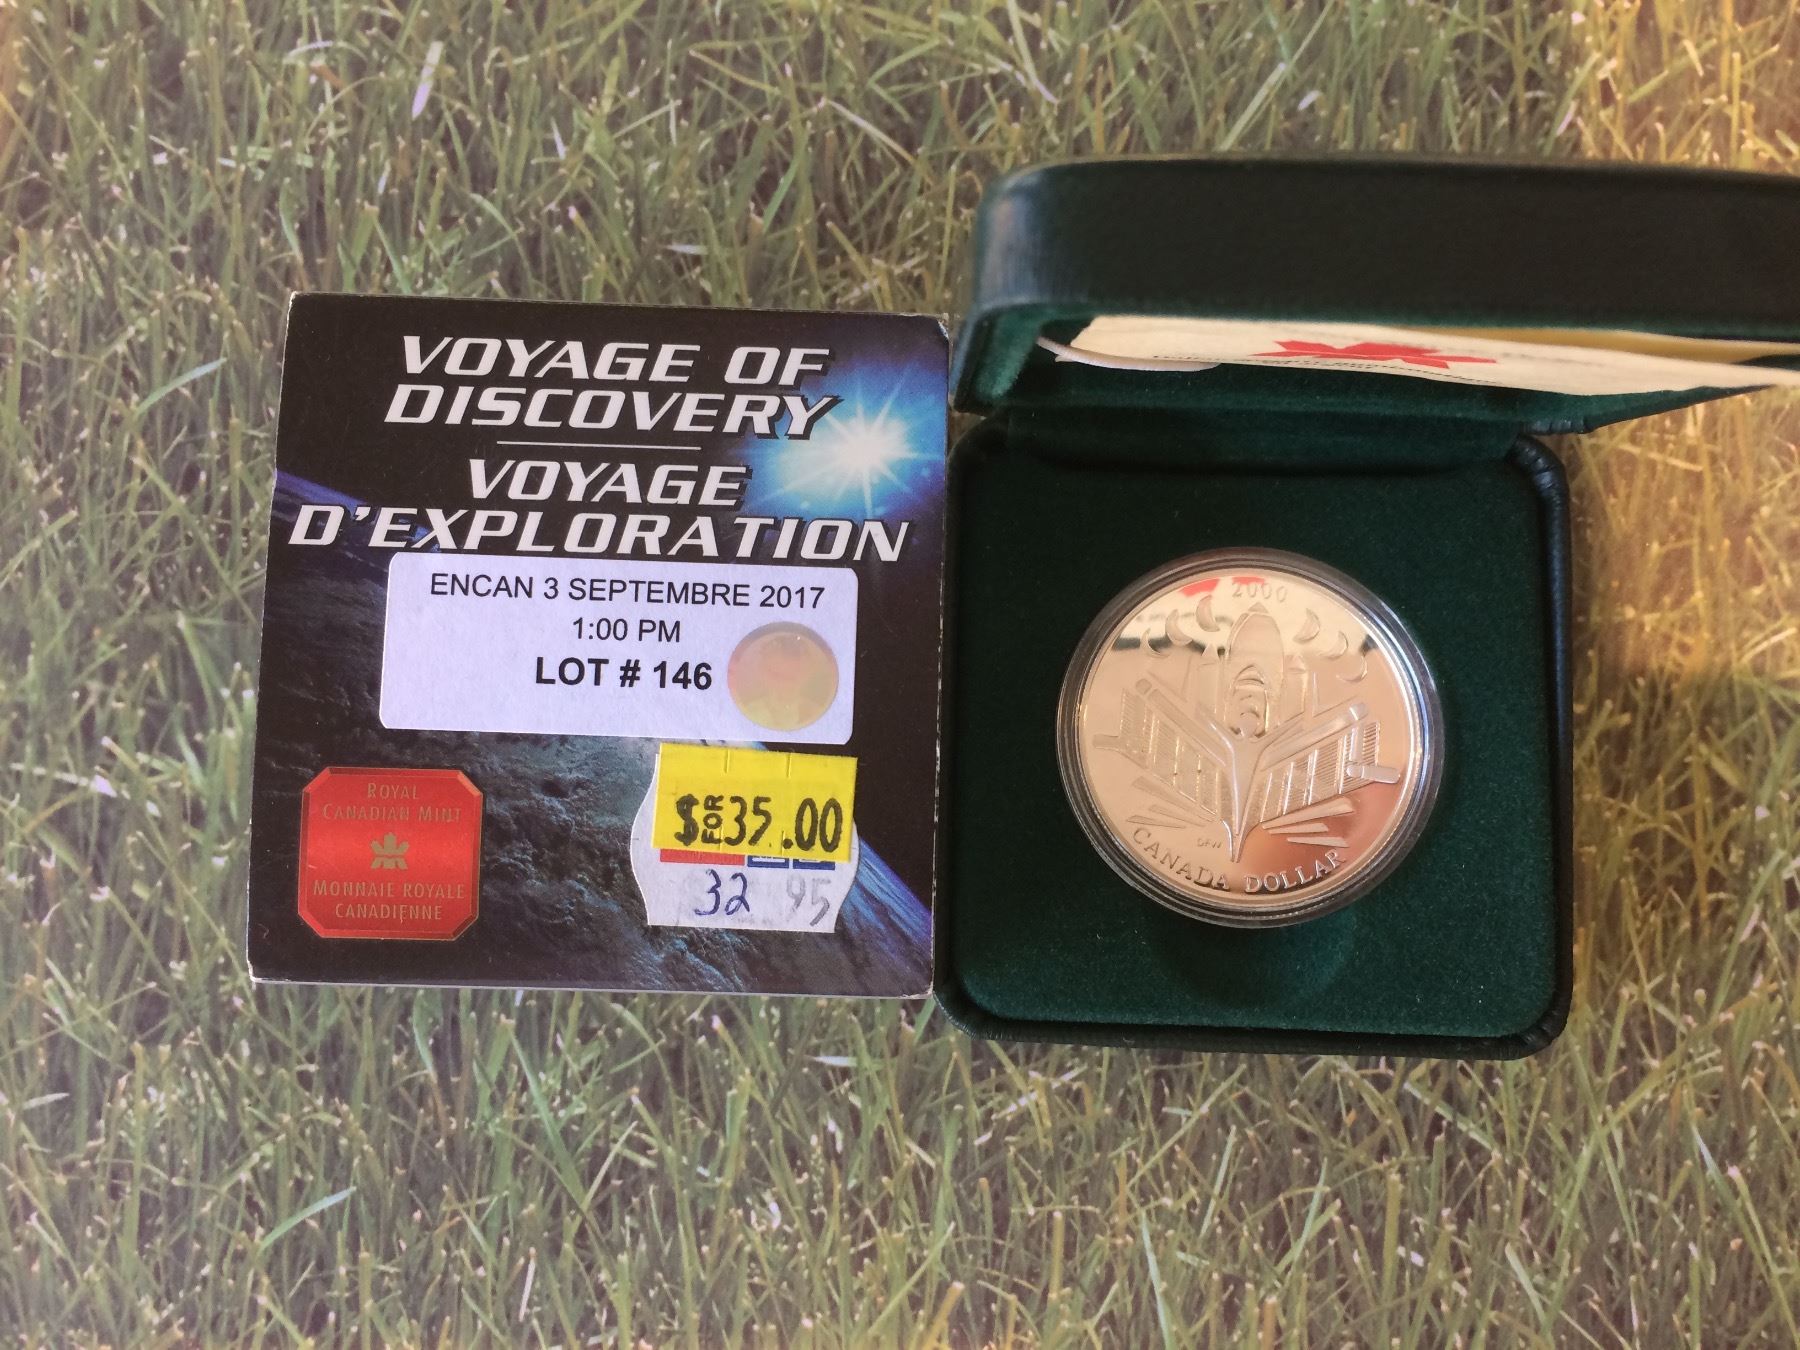 VOYAGE OF
DISCOVERY
VOYAGE
D'EXPLORATION
ENCAN 3 SEPTEMBRE 2017
1:00 PM
LOT # 146
ROYAL
CANADIAN MINT
MONNAIE ROYALE
CANADIENNE
$ FOR 35.00
32 95
2000
DFW
CANADA DOLLAR